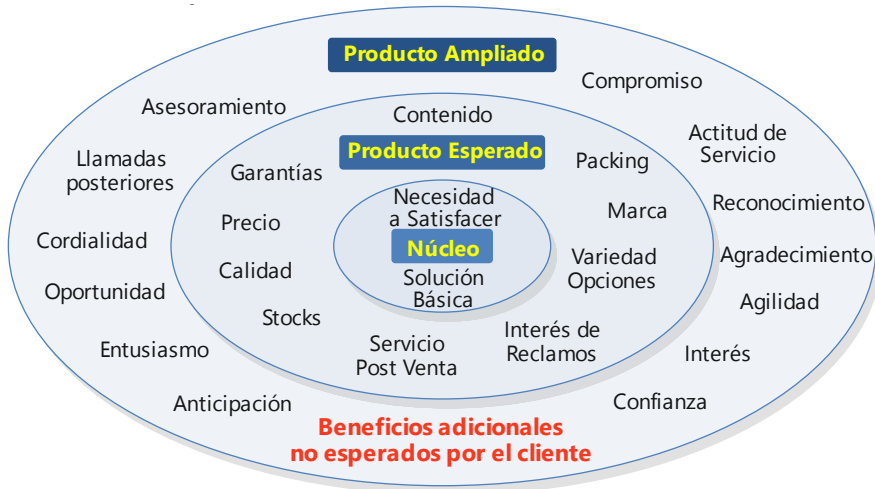 Producto Ampliado
Compromiso
Asesoramiento
Contenido
Actitud de
Servicio
Llamadas
posteriores
Garantías
Producto Esperado
Packing
Necesidad
a Satisfacer
Reconocimiento
Precio
Marca
Cordialidad
Núcleo
Variedad
Opciones
Agradecimiento
Calidad
Solución
Básica
Oportunidad
Agilidad
Stocks
Servicio
Post Venta
Interés de
Reclamos
Entusiasmo
Interés
Anticipación
Confianza
Beneficios adicionales
no esperados por el cliente